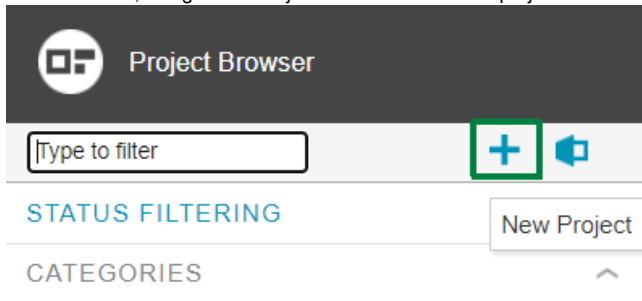 Project Browser
Type to filter
STATUS FILTERING
New Project
CATEGORIES